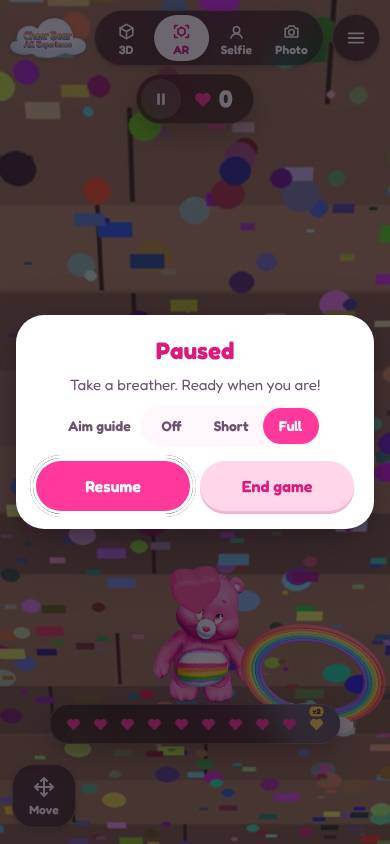 Cheer Bear
AR Experience
3D
AR
Selfie
Photo
0
Paused
Take a breather. Ready when you are!
Aim guide Off Short Full
Resume End game
x2
Move